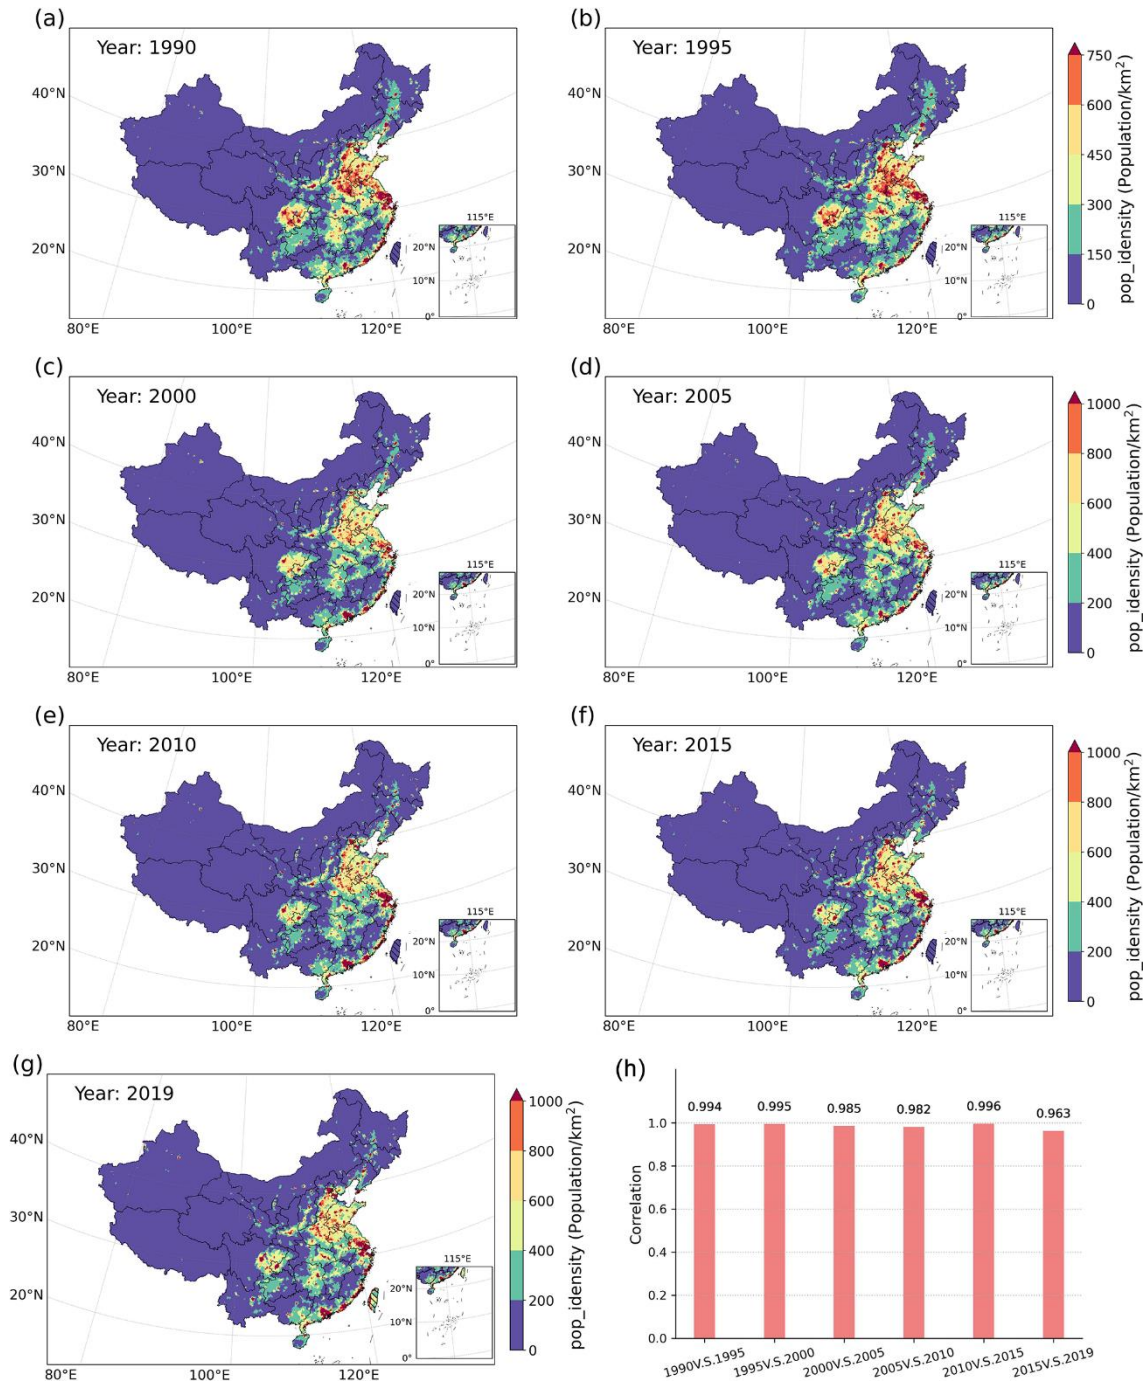 (a)
Year: 1990
40°N
30°N
20°N
80°E
100°E
120°E
115°E
20°N
10°N
0°
(b)
Year: 1995
40°N
30°N
20°N
80°E
100°E
120°E
115°E
20°N
10°N
0°
750
600
450
300
150
0
pop_idensity (Population/km²)
(c)
Year: 2000
40°N
30°N
20°N
80°E
100°E
120°E
115°E
20°N
10°N
0°
(d)
Year: 2005
40°N
30°N
20°N
80°E
100°E
120°E
115°E
20°N
10°N
0°
1000
800
600
400
200
0
pop_idensity (Population/km²)
(e)
Year: 2010
40°N
30°N
20°N
80°E
100°E
120°E
115°E
20°N
10°N
0°
(f)
Year: 2015
40°N
30°N
20°N
80°E
100°E
120°E
115°E
20°N
10°N
0°
1000
800
600
400
200
0
pop_idensity (Population/km²)
(g)
Year: 2019
40°N
30°N
20°N
80°E
100°E
120°E
115°E
20°N
10°N
0°
1000
800
600
400
200
0
pop_idensity (Population/km²)
(h)
0.994 0.995 0.985 0.982 0.996 0.963
1.0
0.8
0.6
0.4
0.2
0.0
Correlation
1990V.S.1995
1995V.S.2000
2000V.S.2005
2005V.S.2010
2010V.S.2015
2015V.S.2019